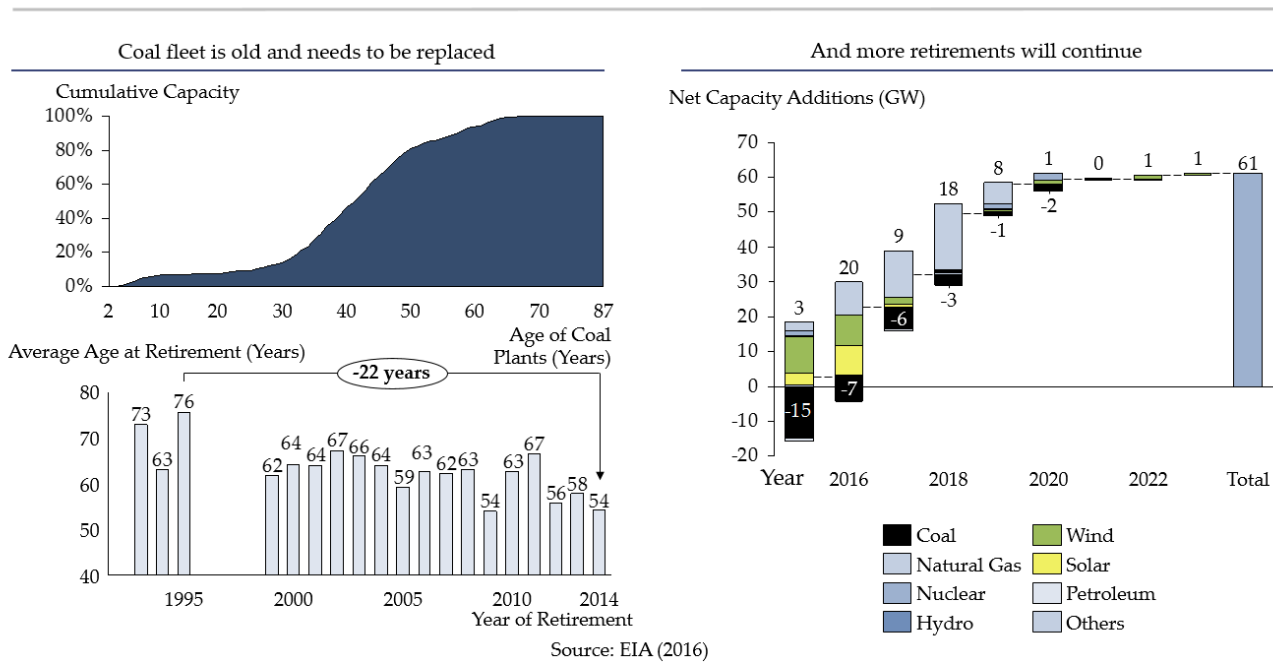 Coal fleet is old and needs to be replaced
Cumulative Capacity
100%
80%
60%
40%
20%
0%
2 10 20 30 40 50 60 70 87
Age of Coal
Plants (Years)
Average Age at Retirement (Years)
-22 years
80
70
60
50
40
73 63 76 62 64 64 67 66 64 59 63 62 63 54 63 67 56 58 54
1995 2000 2005 2010 2014
Year of Retirement
And more retirements will continue
Net Capacity Additions (GW)
70
60
50
40
30
20
10
0
-10
-20
3 20 9 18 8 1 0 1 1 61
-15 -7 -6 -3 -1 -2
Year 2016 2018 2020 2022 Total
Coal Wind
Natural Gas Solar
Nuclear Petroleum
Hydro Others
Source: EIA (2016)